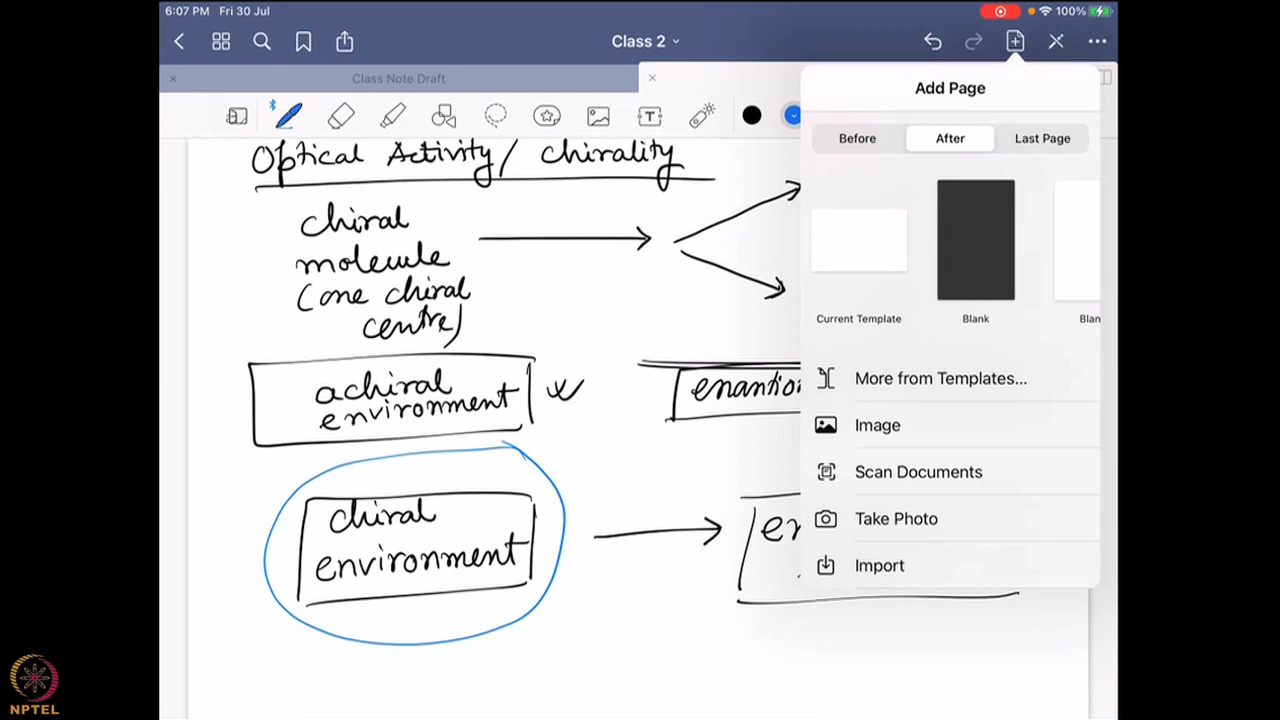 6:07 PM Fri 30 Jul
100%
Class 2
Class Note Draft
Add Page
Before After Last Page
Current Template
Blank
Blan
More from Templates...
Image
Scan Documents
Take Photo
Import
Optical Activity / Chirality
chiral
molecule
(one chiral
centre)
achiral
environment
enantio
chiral
environment
en
NPTEL